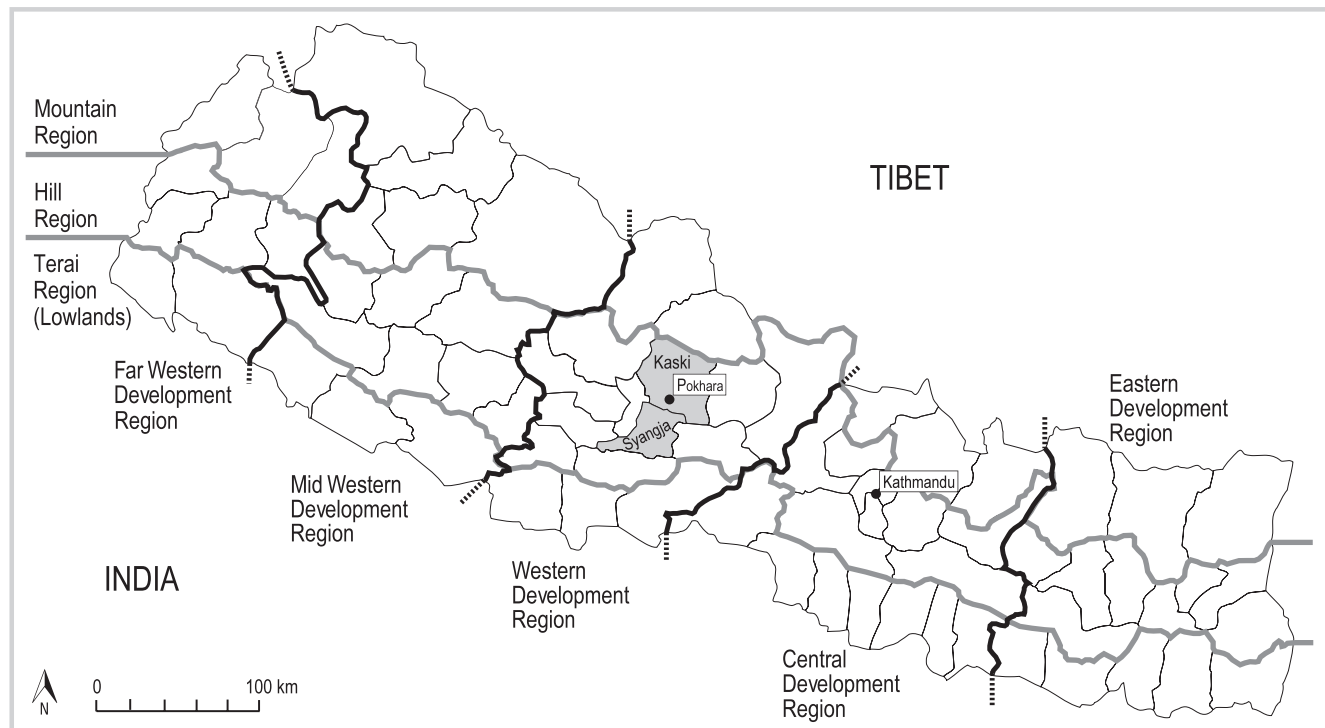 Mountain
Region
Hill
Region
Terai
Region
(Lowlands)
TIBET
Kaski
Pokhara
Syangja
Far Western
Development
Region
Eastern
Development
Region
Kathmandu
Mid Western
Development
Region
INDIA
Western
Development
Region
Central
Development
Region
N
0 100 km